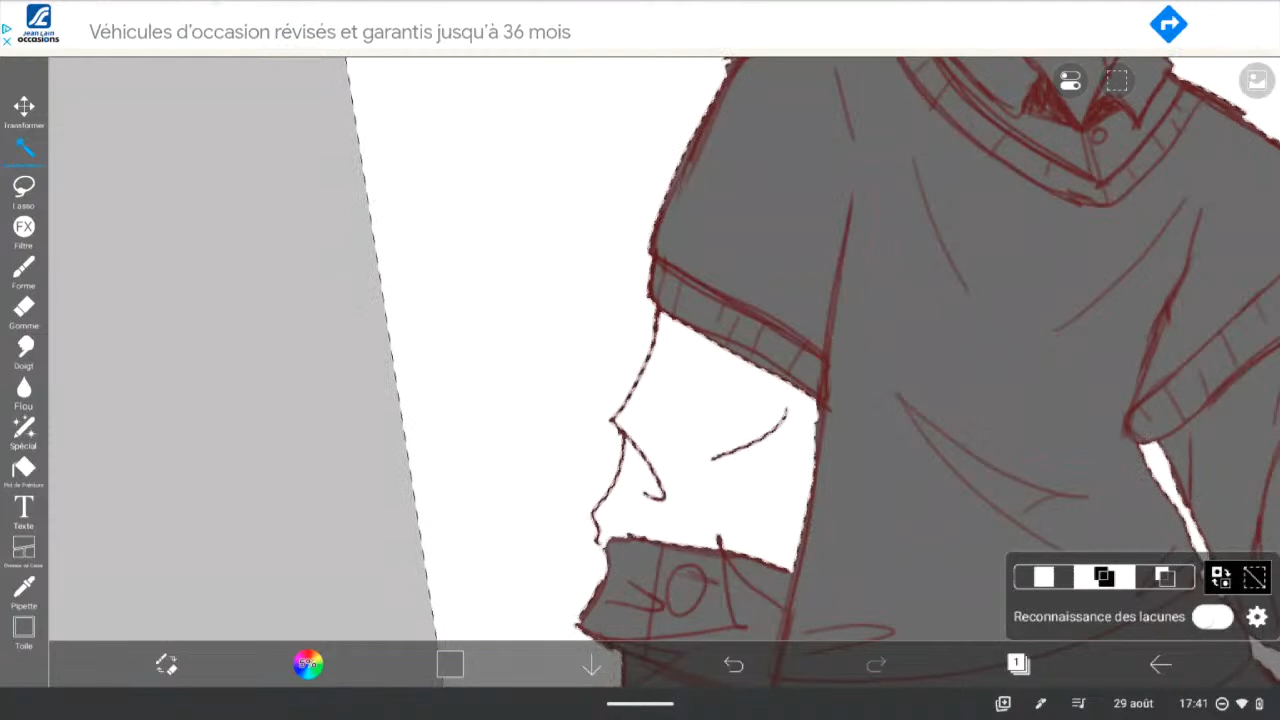 Jean Lain
occasions
Véhicules d'occasion révisés et garantis jusqu'à 36 mois
Transformer
Lasso
FX
Filtre
Forme
Gomme
Doigt
Flou
Spécial
Pot de Peinture
T
Texte
Pipette
Toile
Reconnaissance des lacunes
5%
1
29 août
17:41